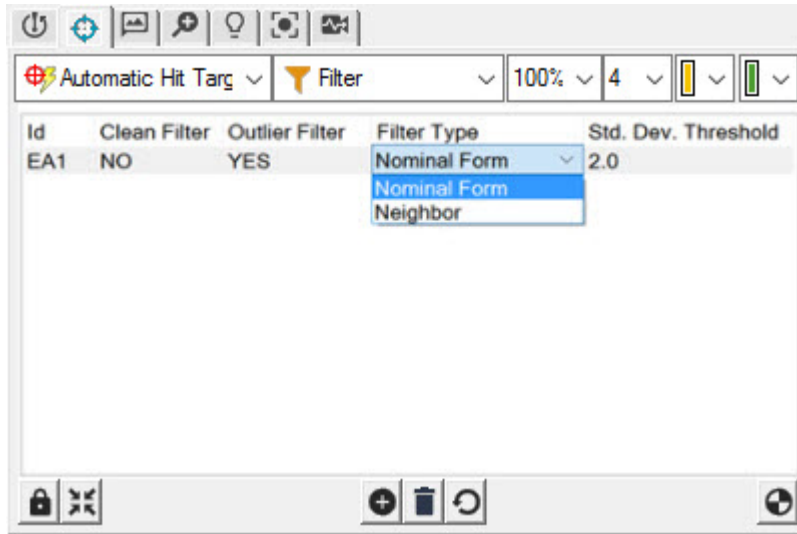 Automatic Hit Targ Filter 100% 4
Id Clean Filter Outlier Filter Filter Type Std. Dev. Threshold
EA1 NO YES Nominal Form 2.0
Nominal Form
Neighbor